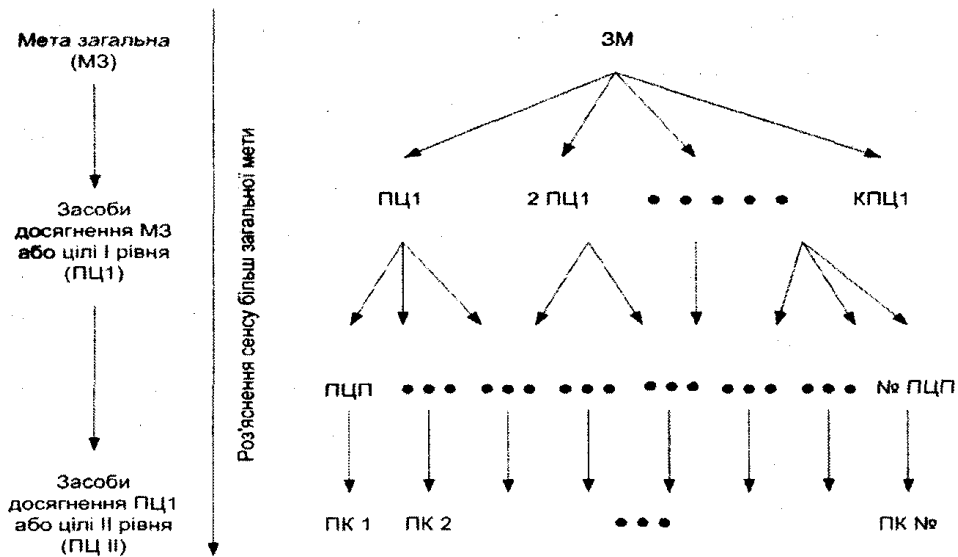 Мета загальна
(МЗ)
Засоби
досягнення МЗ
або цілі І рівня
(ПЦ1)
Засоби
досягнення ПЦ1
або цілі ІІ рівня
(ПЦ ІІ)
Роз'яснення сенсу більш загальної мети
ЗМ
ПЦ1 2 ПЦ1 • • • • • КПЦ1
ПЦП ••• ••• ••• ••• ••• ••• № ПЦП
ПК 1 ПК 2 ••• ПК №